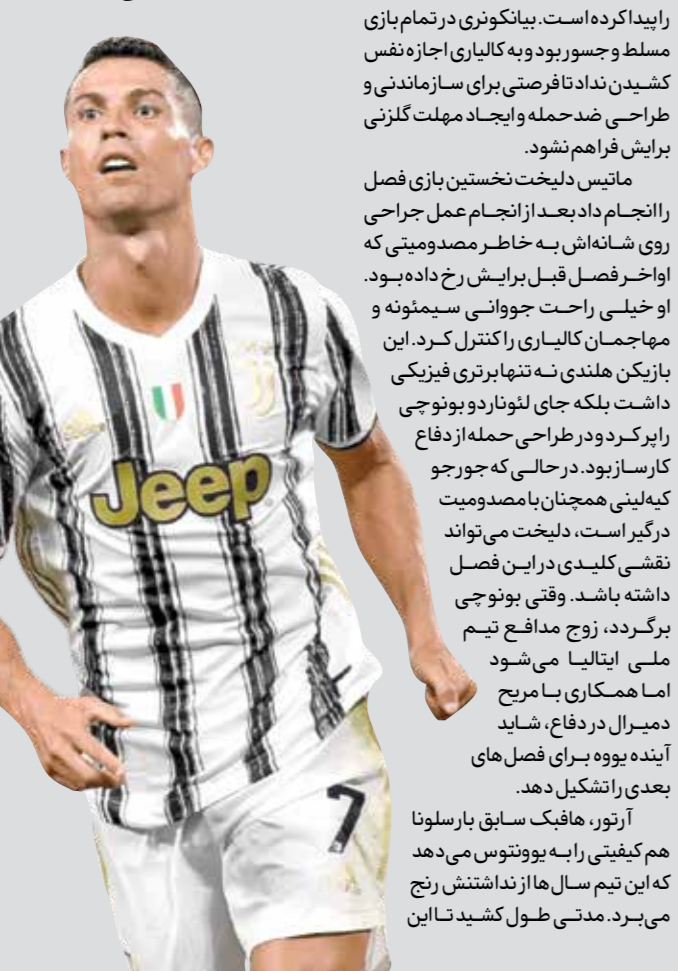 را پیدا کرده است. بیانکونری در تمام بازی
مسلط و جسور بود و به کالیاری اجازه نفس
کشیدن نداد تا فرصتی برای سازماندنی و
طراحی ضدحمله و ایجاد مهلت گلزنی
برایش فراهم نشود.
ماتیس دلیخت نخستین بازی فصل
را انجام داد بعد از انجام عمل جراحی
روی شانه‌اش به خاطر مصدومیتی که
اواخر فصل قبل برایش رخ داده بود.
او خیلی راحت جووانی سیمئونه و
مهاجمان کالیاری را کنترل کرد. این
بازیکن هلندی نه تنها برتری فیزیکی
داشت بلکه جای لئوناردو بونوچی
را پر کرد و در طراحی حمله از دفاع
کارساز بود. در حالی که جورجو
کیه‌لینی همچنان با مصدومیت
درگیر است، دلیخت می‌تواند
نقشی کلیدی در این فصل
داشته باشد. وقتی بونوچی
برگردد، زوج مدافع تیم
ملی ایتالیا می‌شود
اما همکاری با مریح
دمیرال در دفاع، شاید
آینده یووه برای فصل‌های
بعدی را تشکیل دهد.
آرتور، هافبک سابق بارسلونا
هم کیفیتی را به یوونتوس می‌دهد
که این تیم سال‌ها از نداشتنش رنج
می‌برد. مدتی طول کشید تا این
Jeep
7